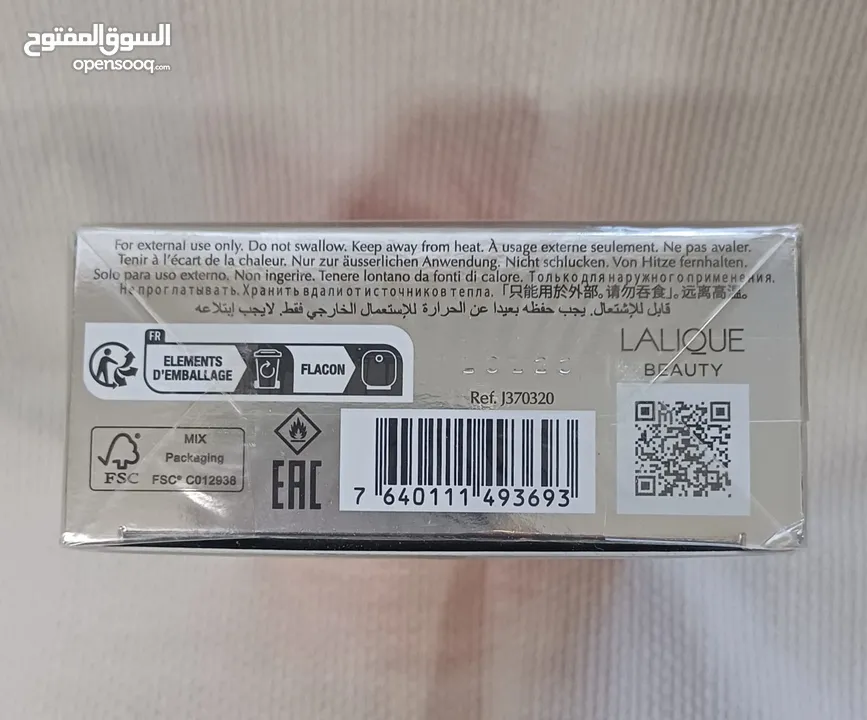 السوق المفتوح
opensooq.com
For external use only. Do not swallow. Keep away from heat. À usage externe seulement. Ne pas avaler.
Tenir à l'écart de la chaleur. Nur zur äusserlichen Anwendung. Nicht schlucken. Von Hitze fernhalten.
Solo para uso externo. Non ingerire. Tenere lontano da fonti di calore. Только для наружного применения.
Не проглатывать. Хранить вдали от источников тепла. 「只能用於外部。请勿吞食」。远离高温。
قابل للإشتعال. يجب حفظه بعيدا عن الحرارة للإستعمال الخارجي فقط. لايجب إبتلاعه
FR
ELEMENTS
D'EMBALLAGE
FLACON
LALIQUE
BEAUTY
Ref. J370320
FSC
MIX
Packaging
FSC® C012938
EAC
7 640111 493693